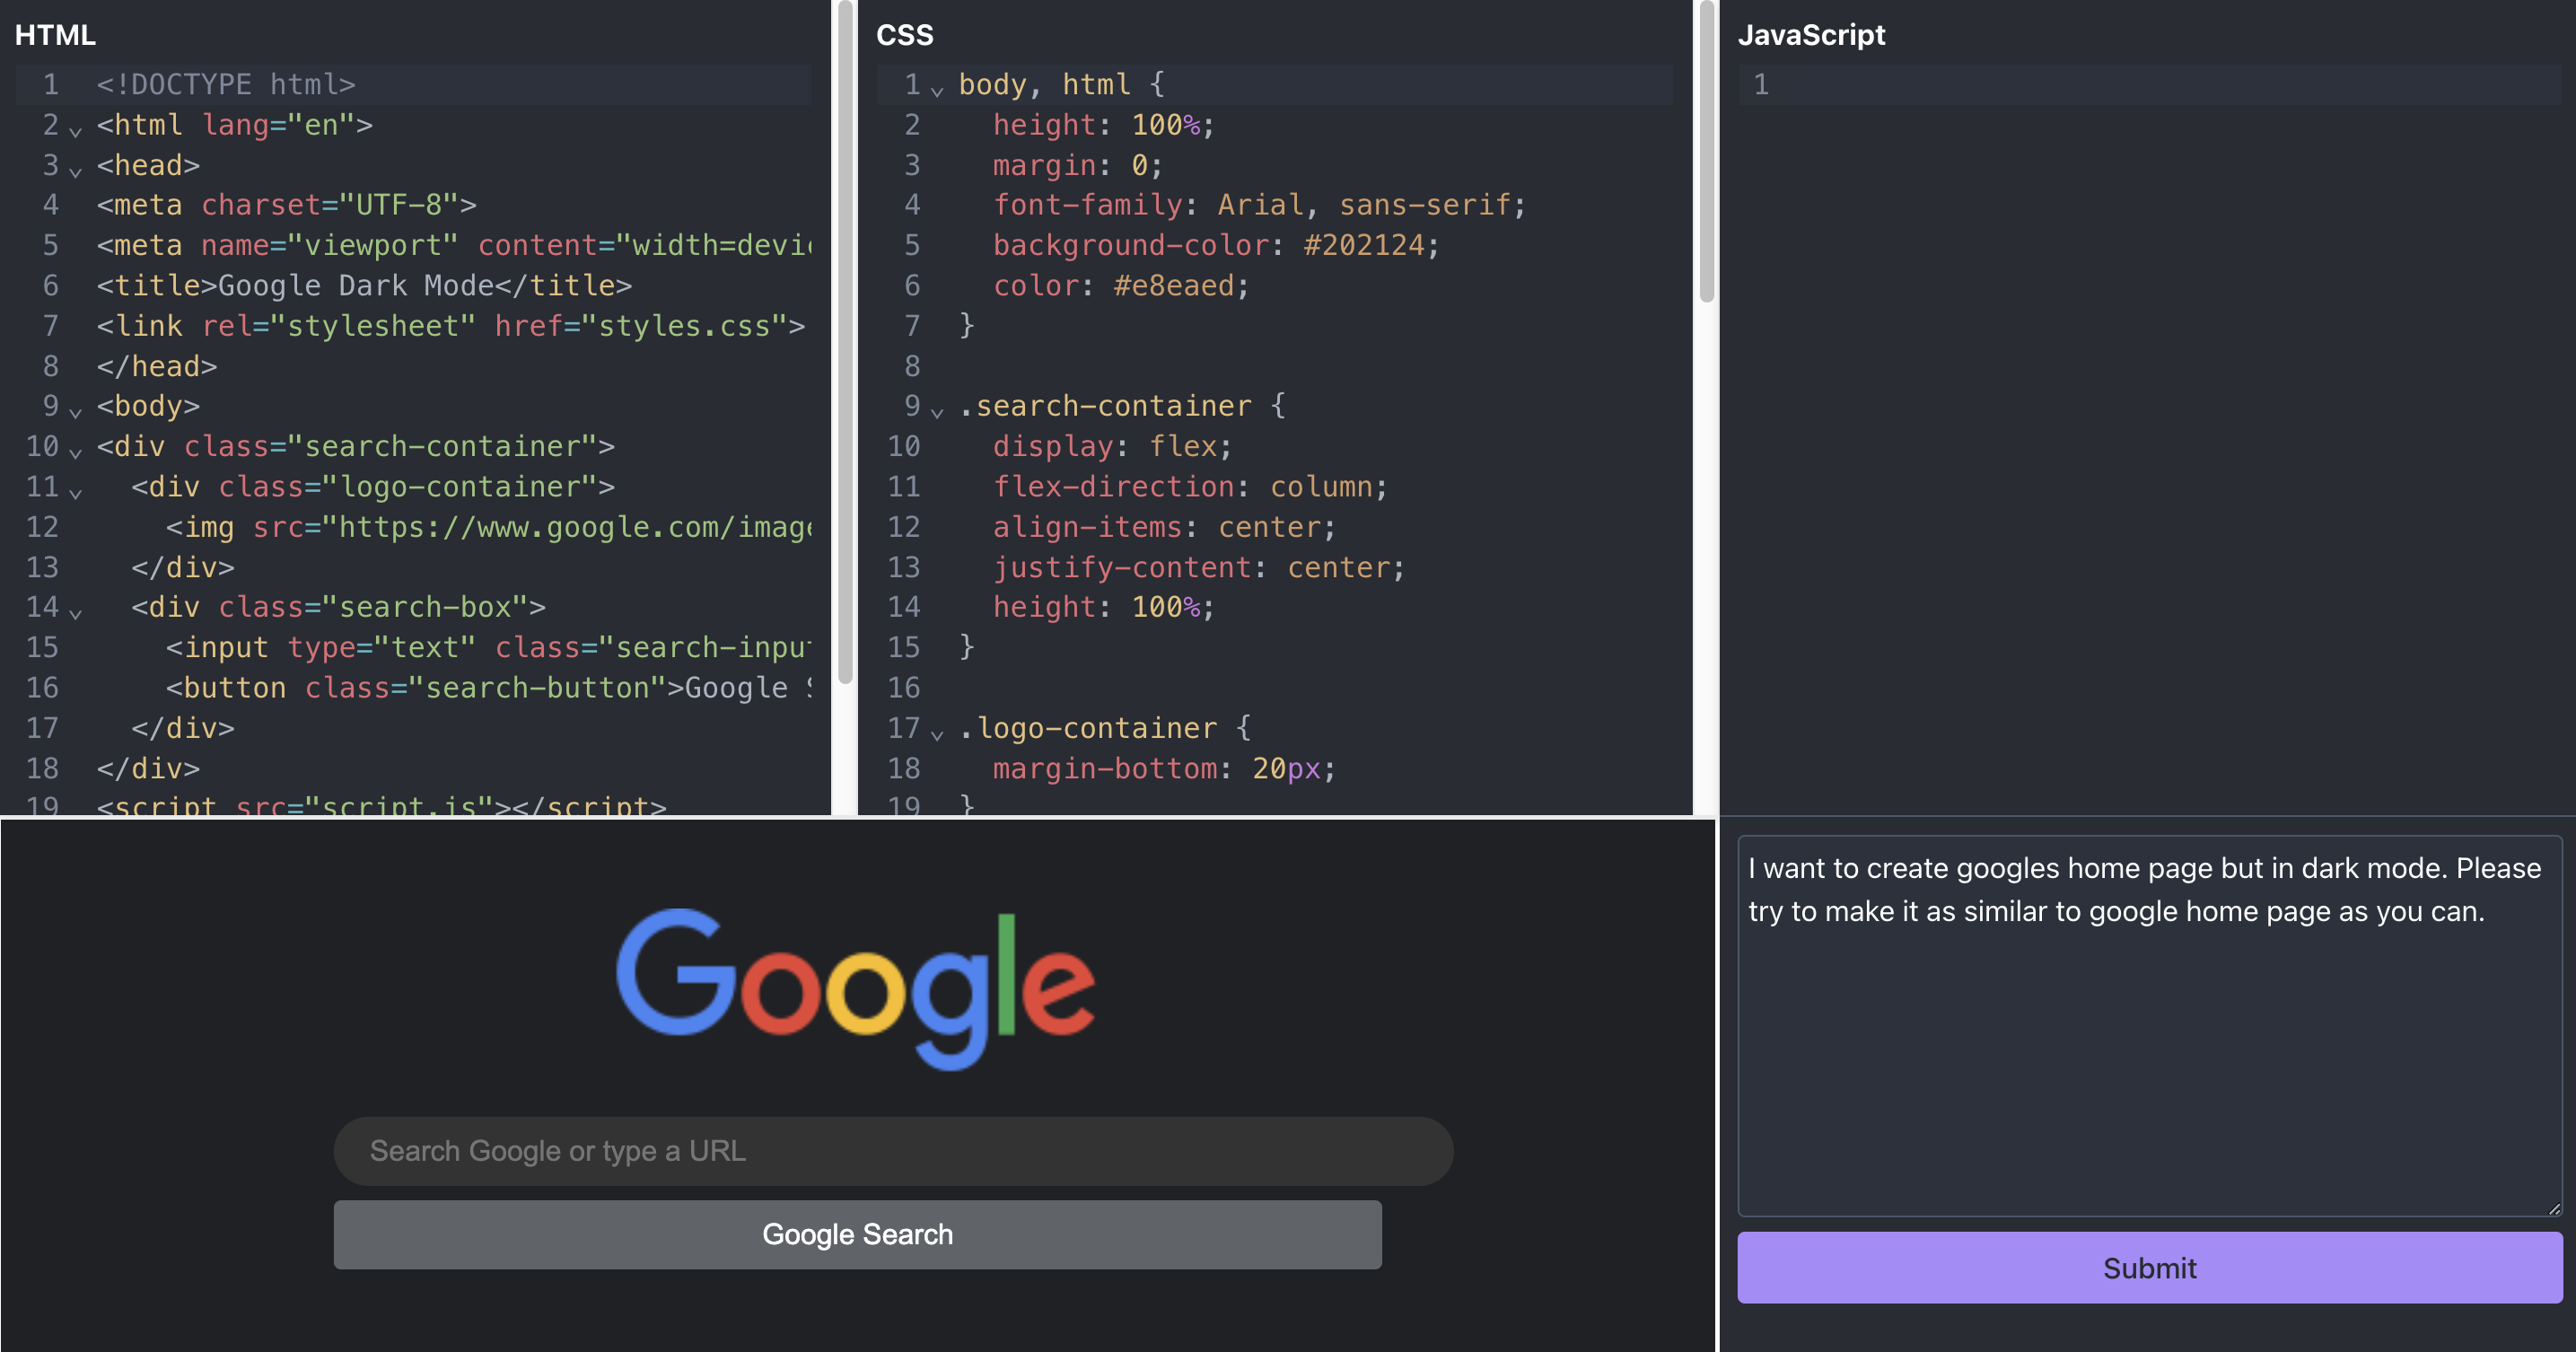 HTML
1 <!DOCTYPE html>
2 <html lang="en">
3 <head>
4 <meta charset="UTF-8">
5 <meta name="viewport" content="width=devic
6 <title>Google Dark Mode</title>
7 <link rel="stylesheet" href="styles.css">
8 </head>
9 <body>
10 <div class="search-container">
11 <div class="logo-container">
12 <img src="https://www.google.com/image
13 </div>
14 <div class="search-box">
15 <input type="text" class="search-input
16 <button class="search-button">Google S
17 </div>
18 </div>
19 <script src="script.js"></script>
CSS
1 body, html {
2 height: 100%;
3 margin: 0;
4 font-family: Arial, sans-serif;
5 background-color: #202124;
6 color: #e8eaed;
7 }
8
9 .search-container {
10 display: flex;
11 flex-direction: column;
12 align-items: center;
13 justify-content: center;
14 height: 100%;
15 }
16
17 .logo-container {
18 margin-bottom: 20px;
19 }
JavaScript
1
Google
Search Google or type a URL
Google Search
I want to create googles home page but in dark mode. Please
try to make it as similar to google home page as you can.
Submit